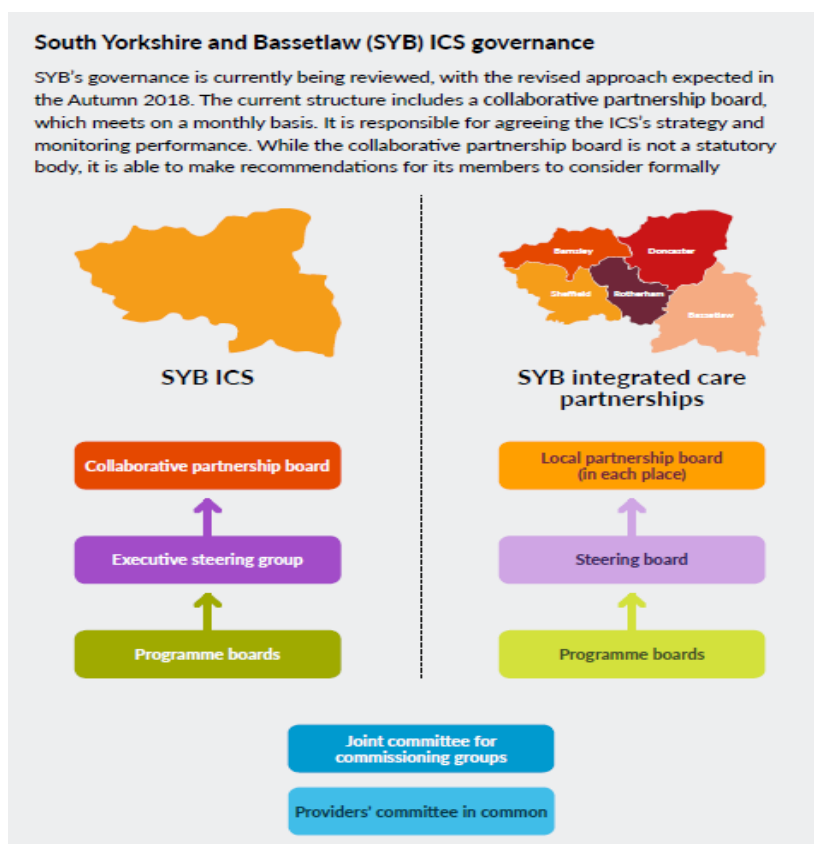 South Yorkshire and Bassetlaw (SYB) ICS governance
SYB's governance is currently being reviewed, with the revised approach expected in
the Autumn 2018. The current structure includes a collaborative partnership board,
which meets on a monthly basis. It is responsible for agreeing the ICS's strategy and
monitoring performance. While the collaborative partnership board is not a statutory
body, it is able to make recommendations for its members to consider formally
SYB ICS
Collaborative partnership board
Executive steering group
Programme boards
Barnsley
Doncaster
Sheffield
Rotherham
Bassetlaw
SYB integrated care
partnerships
Local partnership board
(in each place)
Steering board
Programme boards
Joint committee for
commissioning groups
Providers' committee in common